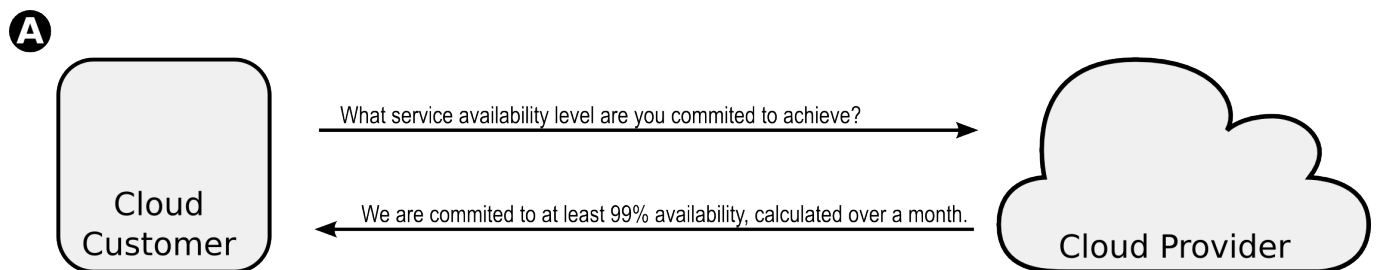 A
What service availability level are you commited to achieve?
We are commited to at least 99% availability, calculated over a month.
Cloud
Customer
Cloud Provider